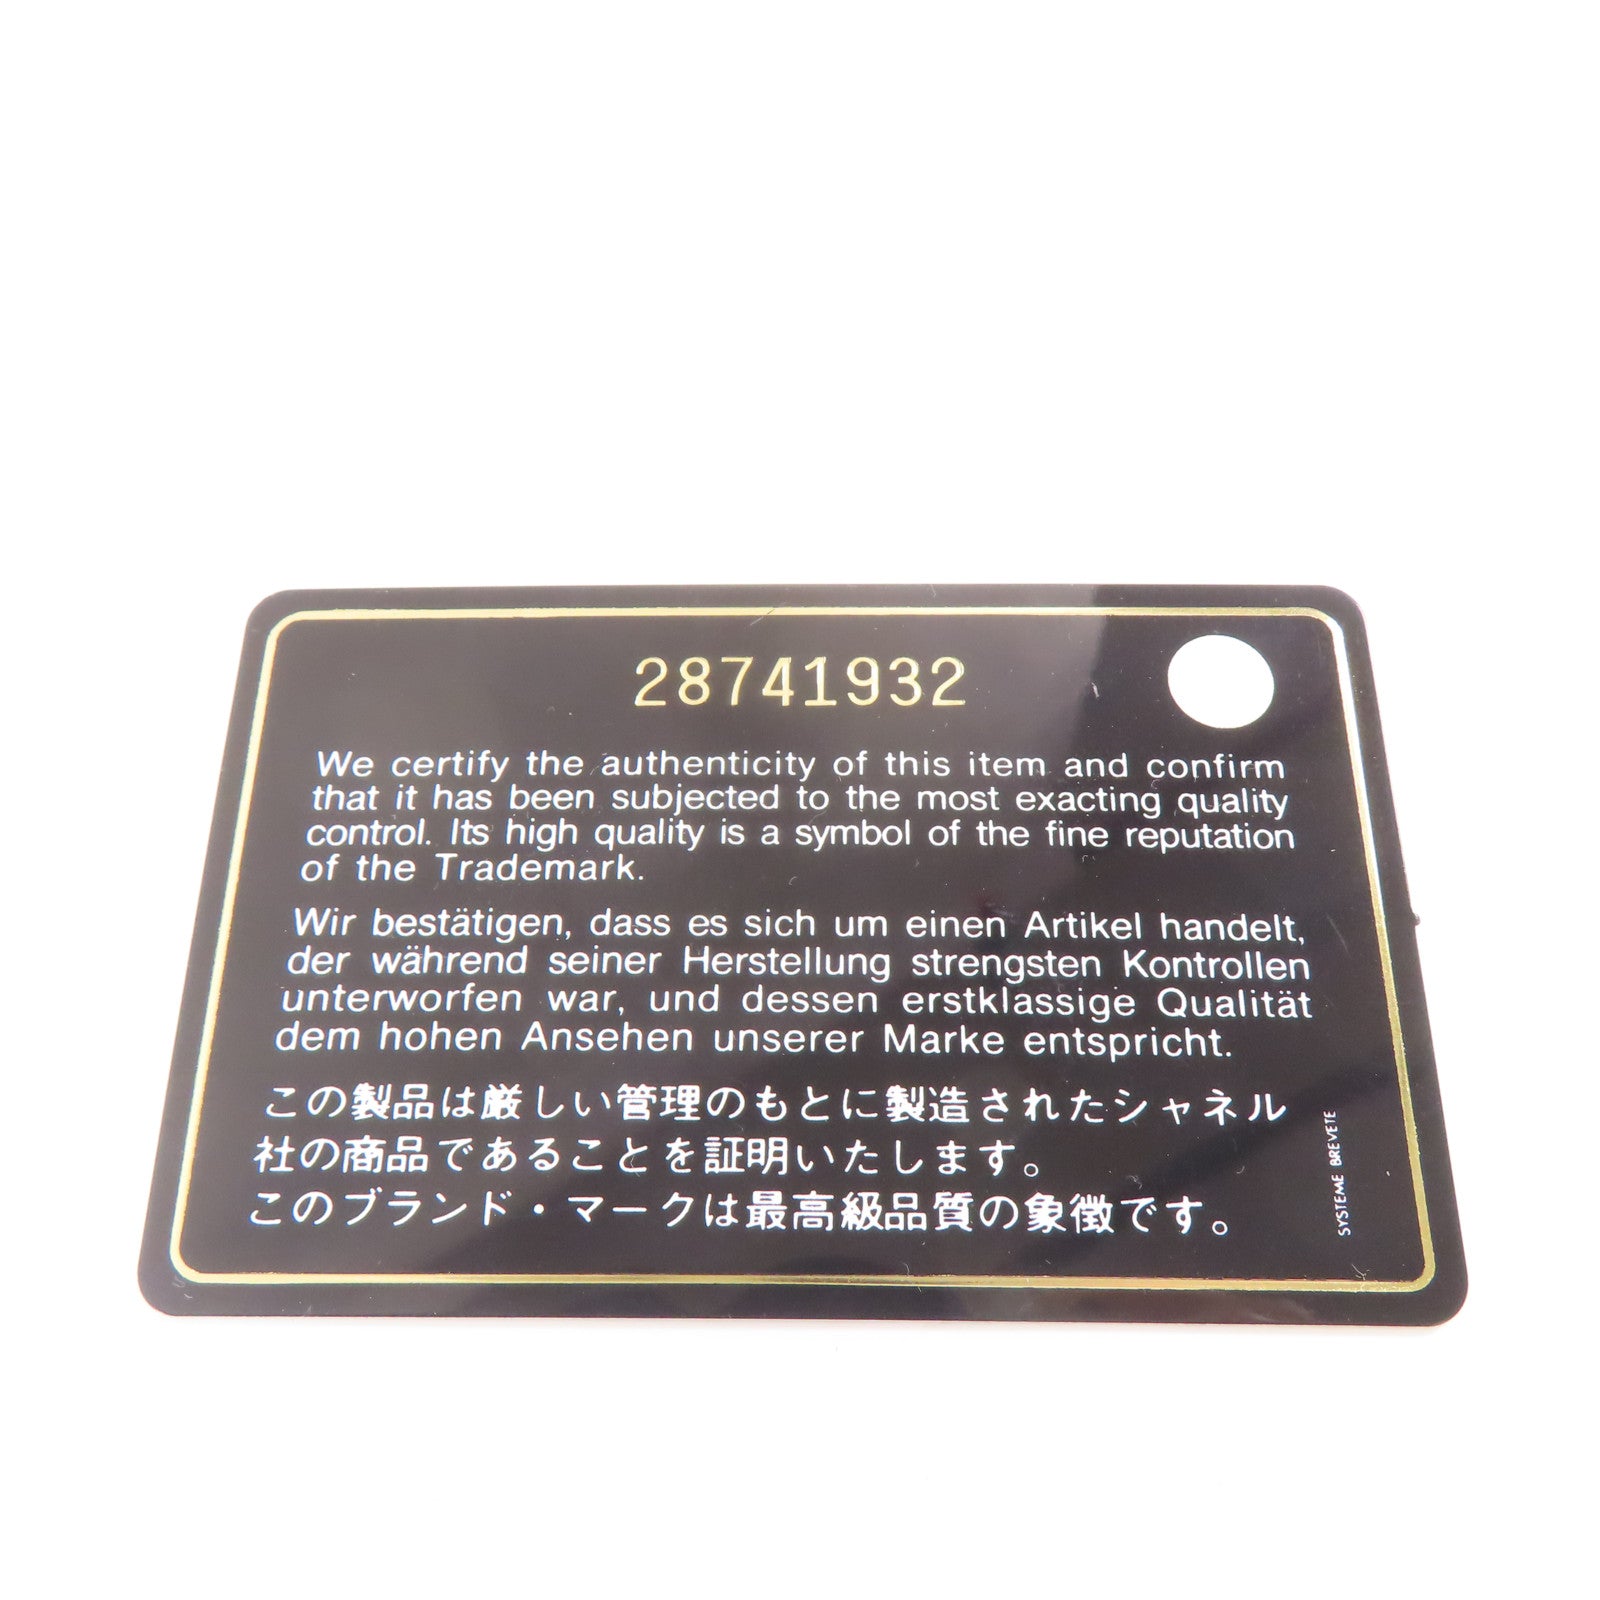 28741932
We certify the authenticity of this item and confirm
that it has been subjected to the most exacting quality
control. Its high quality is a symbol of the fine reputation
of the Trademark.
Wir bestätigen, dass es sich um einen Artikel handelt,
der während seiner Herstellung strengsten Kontrollen
unterworfen war, und dessen erstklassige Qualität
dem hohen Ansehen unserer Marke entspricht.
この製品は厳しい管理のもとに製造されたシャネル
社の商品であることを証明いたします。
このブランド・マークは最高級品質の象徴です。
SYSTEME BREVETE